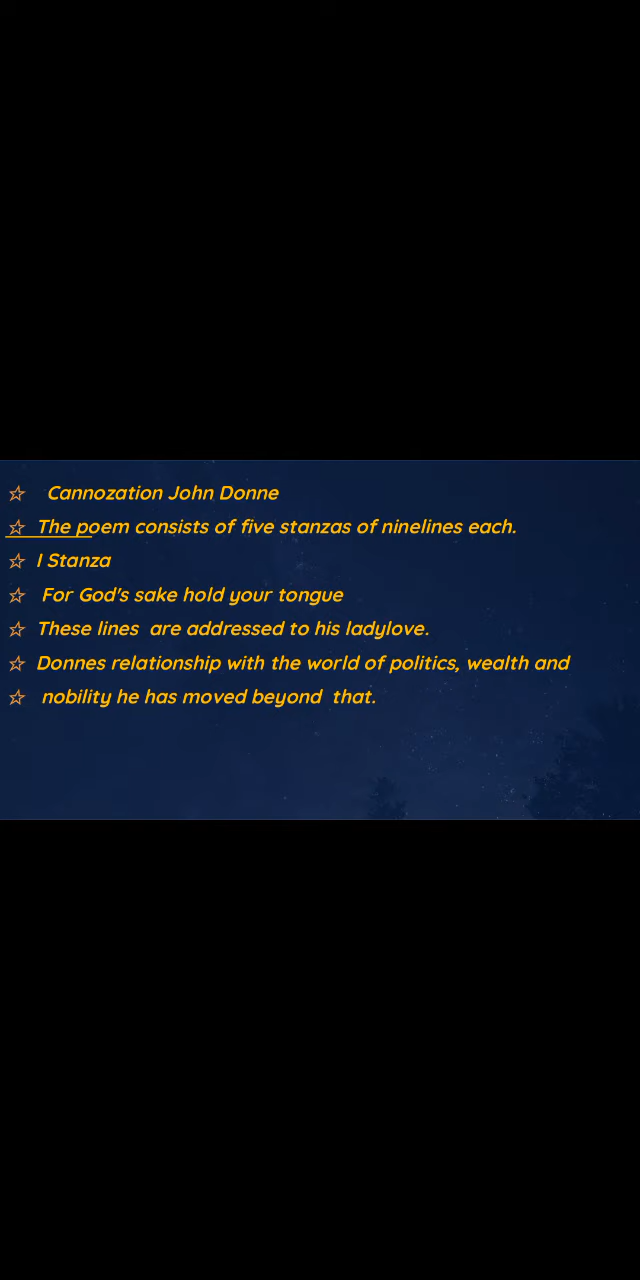 ☆ Cannozation John Donne
☆ The poem consists of five stanzas of ninelines each.
☆ I Stanza
☆ For God's sake hold your tongue
☆ These lines are addressed to his ladylove.
☆ Donnes relationship with the world of politics, wealth and
☆ nobility he has moved beyond that.